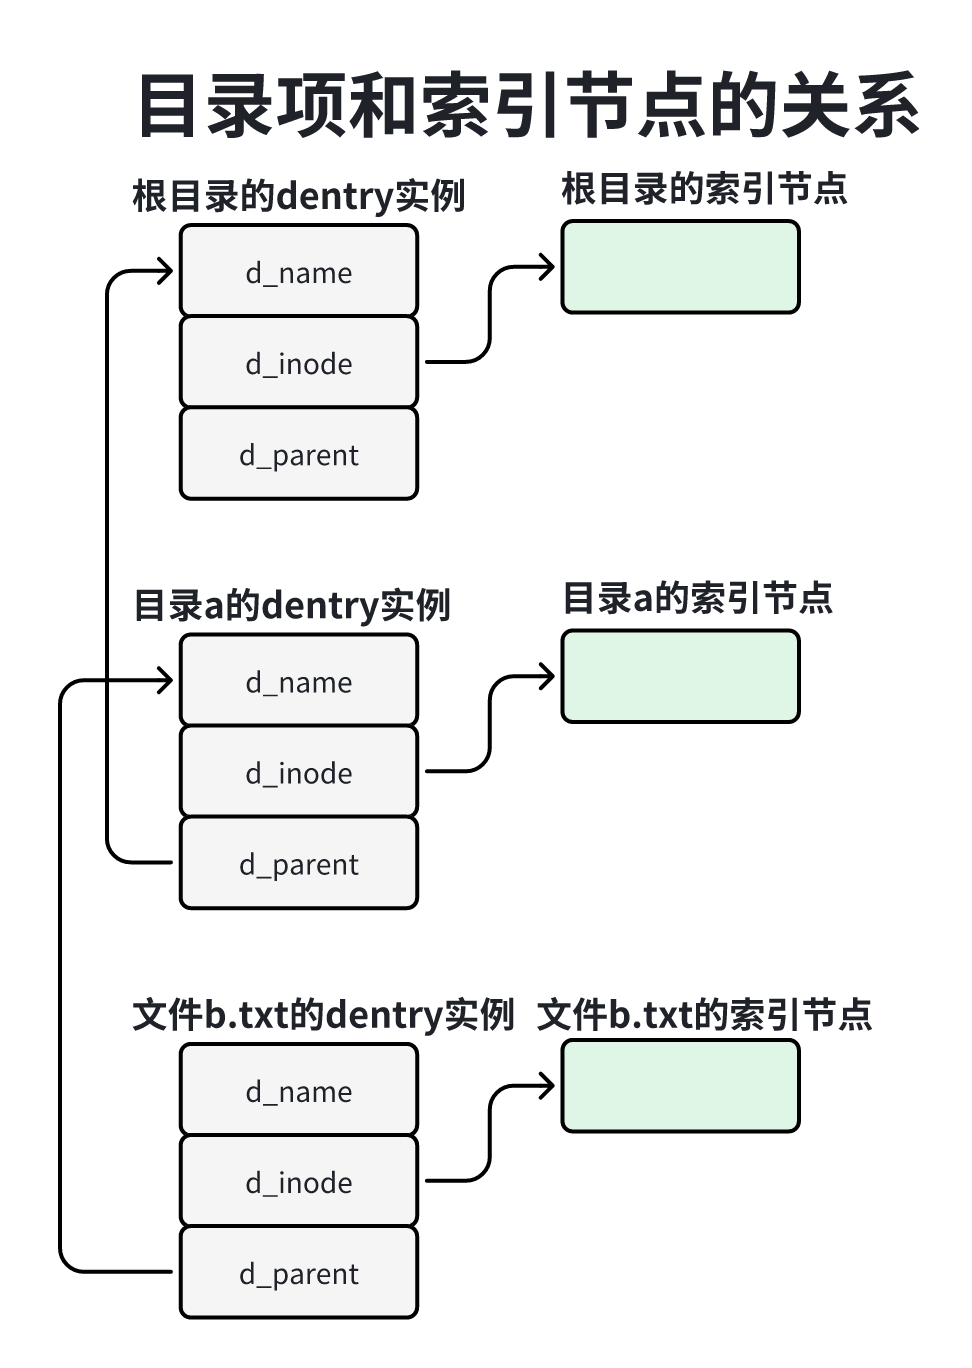 目录项和索引节点的关系
根目录的dentry实例
根目录的索引节点
d_name
d_inode
d_parent
目录a的dentry实例
目录a的索引节点
d_name
d_inode
d_parent
文件b.txt的dentry实例
文件b.txt的索引节点
d_name
d_inode
d_parent